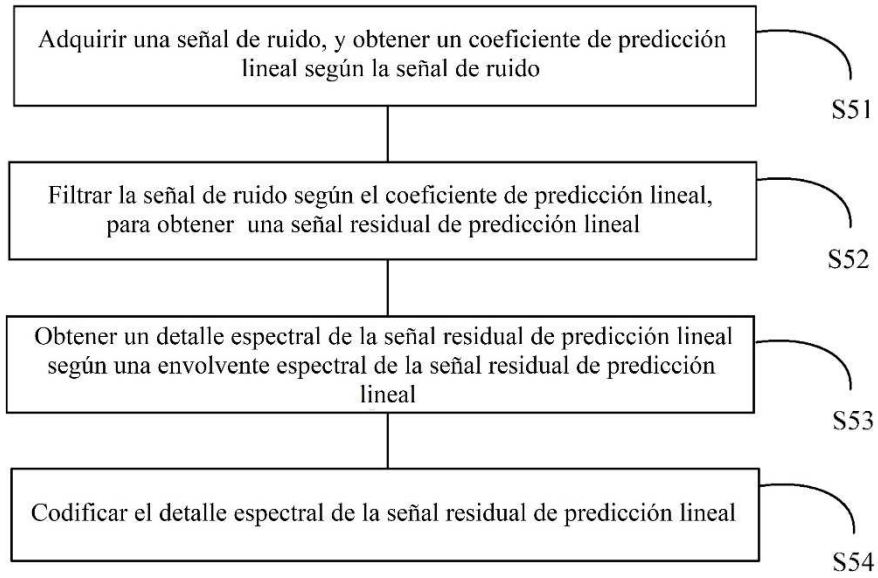 Adquirir una señal de ruido, y obtener un coeficiente de predicción
lineal según la señal de ruido
S51
Filtrar la señal de ruido según el coeficiente de predicción lineal,
para obtener una señal residual de predicción lineal
S52
Obtener un detalle espectral de la señal residual de predicción lineal
según una envolvente espectral de la señal residual de predicción
lineal
S53
Codificar el detalle espectral de la señal residual de predicción lineal
S54